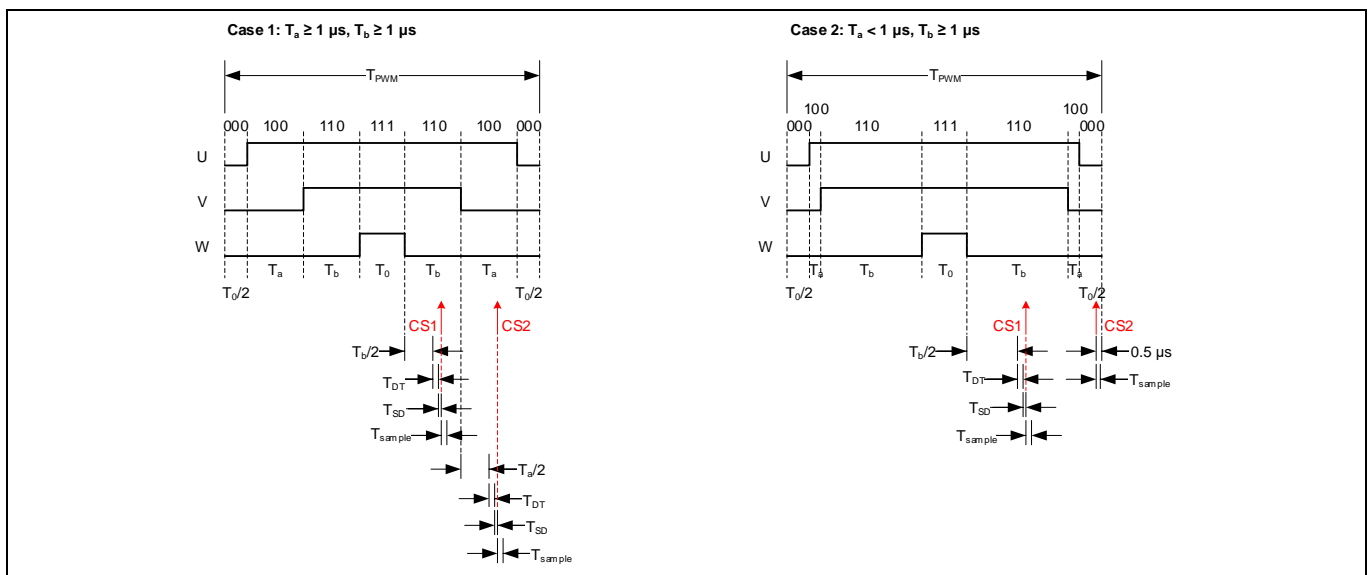 Case 1: Ta ≥ 1 µs, Tb ≥ 1 µs
TPWM
000 100 110 111 110 100 000
U
V
W
Ta Tb T0 Tb Ta
T0/2 T0/2
CS1 CS2
Tb/2
TDT
TSD
Tsample
Ta/2
TDT
TSD
Tsample
Case 2: Ta < 1 µs, Tb ≥ 1 µs
TPWM
100 100
000 110 111 110 000
U
V
W
Ta Tb T0 Tb Ta
T0/2 T0/2
CS1 CS2
Tb/2 0.5 µs
TDT Tsample
TSD
Tsample